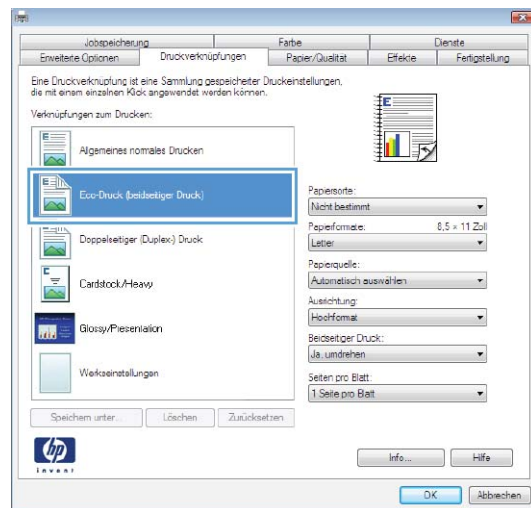 Jobspeicherung
Farbe
Dienste
Erweiterte Optionen
Druckverknüpfungen
Papier/Qualität
Effekte
Fertigstellung
Eine Druckverknüpfung ist eine Sammlung gespeicherter Druckeinstellungen,
die mit einem einzelnen Klick angewendet werden können.
Verknüpfungen zum Drucken:
Allgemeines normales Drucken
Eco-Druck (beidseitiger Druck)
Doppelseitiger (Duplex-) Druck
Cardstock/Heavy
Glossy/Presentation
Werkseinstellungen
Speichern unter...
Löschen
Zurücksetzen
Papiersorte:
Nicht bestimmt
Papierformate:
8,5 × 11 Zoll
Letter
Papierquelle:
Automatisch auswählen
Ausrichtung:
Hochformat
Beidseitiger Druck:
Ja, umdrehen
Seiten pro Blatt:
1 Seite pro Blatt
hp
invent
Info...
Hilfe
OK
Abbrechen